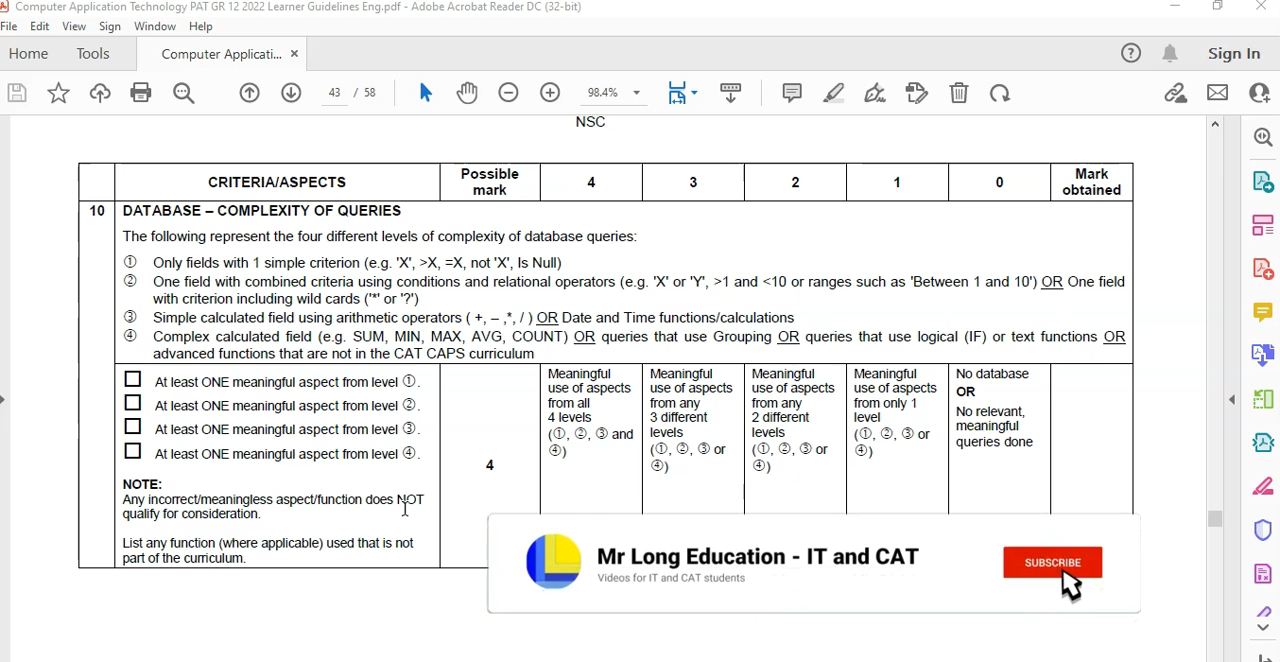 Computer Application Technology PAT GR 12 2022 Learner Guidelines Eng.pdf - Adobe Acrobat Reader DC (32-bit)
File Edit View Sign Window Help
Home Tools Computer Applicati... × Sign In
43 / 58 98.4%
NSC
CRITERIA/ASPECTS Possible mark 4 3 2 1 0 Mark obtained
10 DATABASE – COMPLEXITY OF QUERIES
The following represent the four different levels of complexity of database queries:
① Only fields with 1 simple criterion (e.g. 'X', >X, =X, not 'X', Is Null)
② One field with combined criteria using conditions and relational operators (e.g. 'X' or 'Y', >1 and <10 or ranges such as 'Between 1 and 10') OR One field
with criterion including wild cards ('*' or '?')
③ Simple calculated field using arithmetic operators ( +, – ,*, / ) OR Date and Time functions/calculations
④ Complex calculated field (e.g. SUM, MIN, MAX, AVG, COUNT) OR queries that use Grouping OR queries that use logical (IF) or text functions OR
advanced functions that are not in the CAT CAPS curriculum
At least ONE meaningful aspect from level ①.
At least ONE meaningful aspect from level ②.
At least ONE meaningful aspect from level ③.
At least ONE meaningful aspect from level ④.
NOTE:
Any incorrect/meaningless aspect/function does NOT
qualify for consideration.
List any function (where applicable) used that is not
part of the curriculum.
4
Meaningful
use of aspects
from all
4 levels
(①, ②, ③ and
④)
Meaningful
use of aspects
from any
3 different
levels
(①, ②, ③ or
④)
Meaningful
use of aspects
from any
2 different
levels
(①, ②, ③ or
④)
Meaningful
use of aspects
from only 1
level
(①, ②, ③ or
④)
No database
OR
No relevant,
meaningful
queries done
Mr Long Education - IT and CAT
Videos for IT and CAT students
SUBSCRIBE